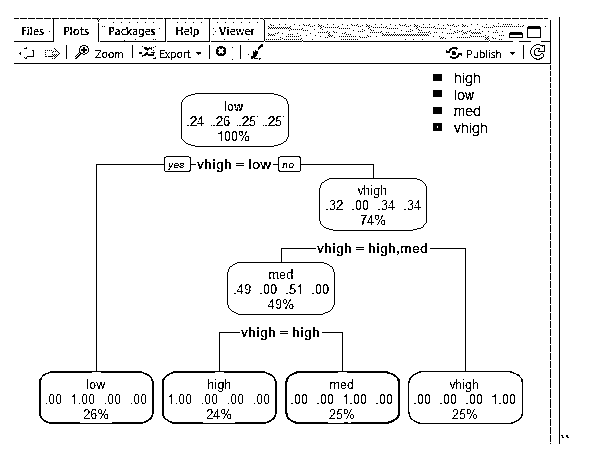 Files Plots Packages Help Viewer
Zoom Export Publish
high
low
med
vhigh
low
.24 .26 .25 .25
100%
yes vhigh = low no
vhigh
.32 .00 .34 .34
74%
vhigh = high,med
med
.49 .00 .51 .00
49%
vhigh = high
low
.00 1.00 .00 .00
26%
high
1.00 .00 .00 .00
24%
med
.00 .00 1.00 .00
25%
vhigh
.00 .00 .00 1.00
25%